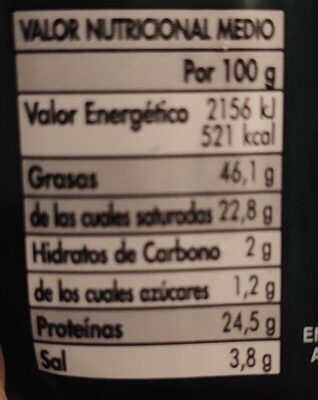 VALOR NUTRICIONAL MEDIO
Por 100 g
Valor Energético 2156 kJ
521 kcal
Grasas 46,1 g
de las cuales saturadas 22,8 g
Hidratos de Carbono 2 g
de los cuales azúcares 1,2 g
Proteínas 24,5 g
Sal 3,8 g